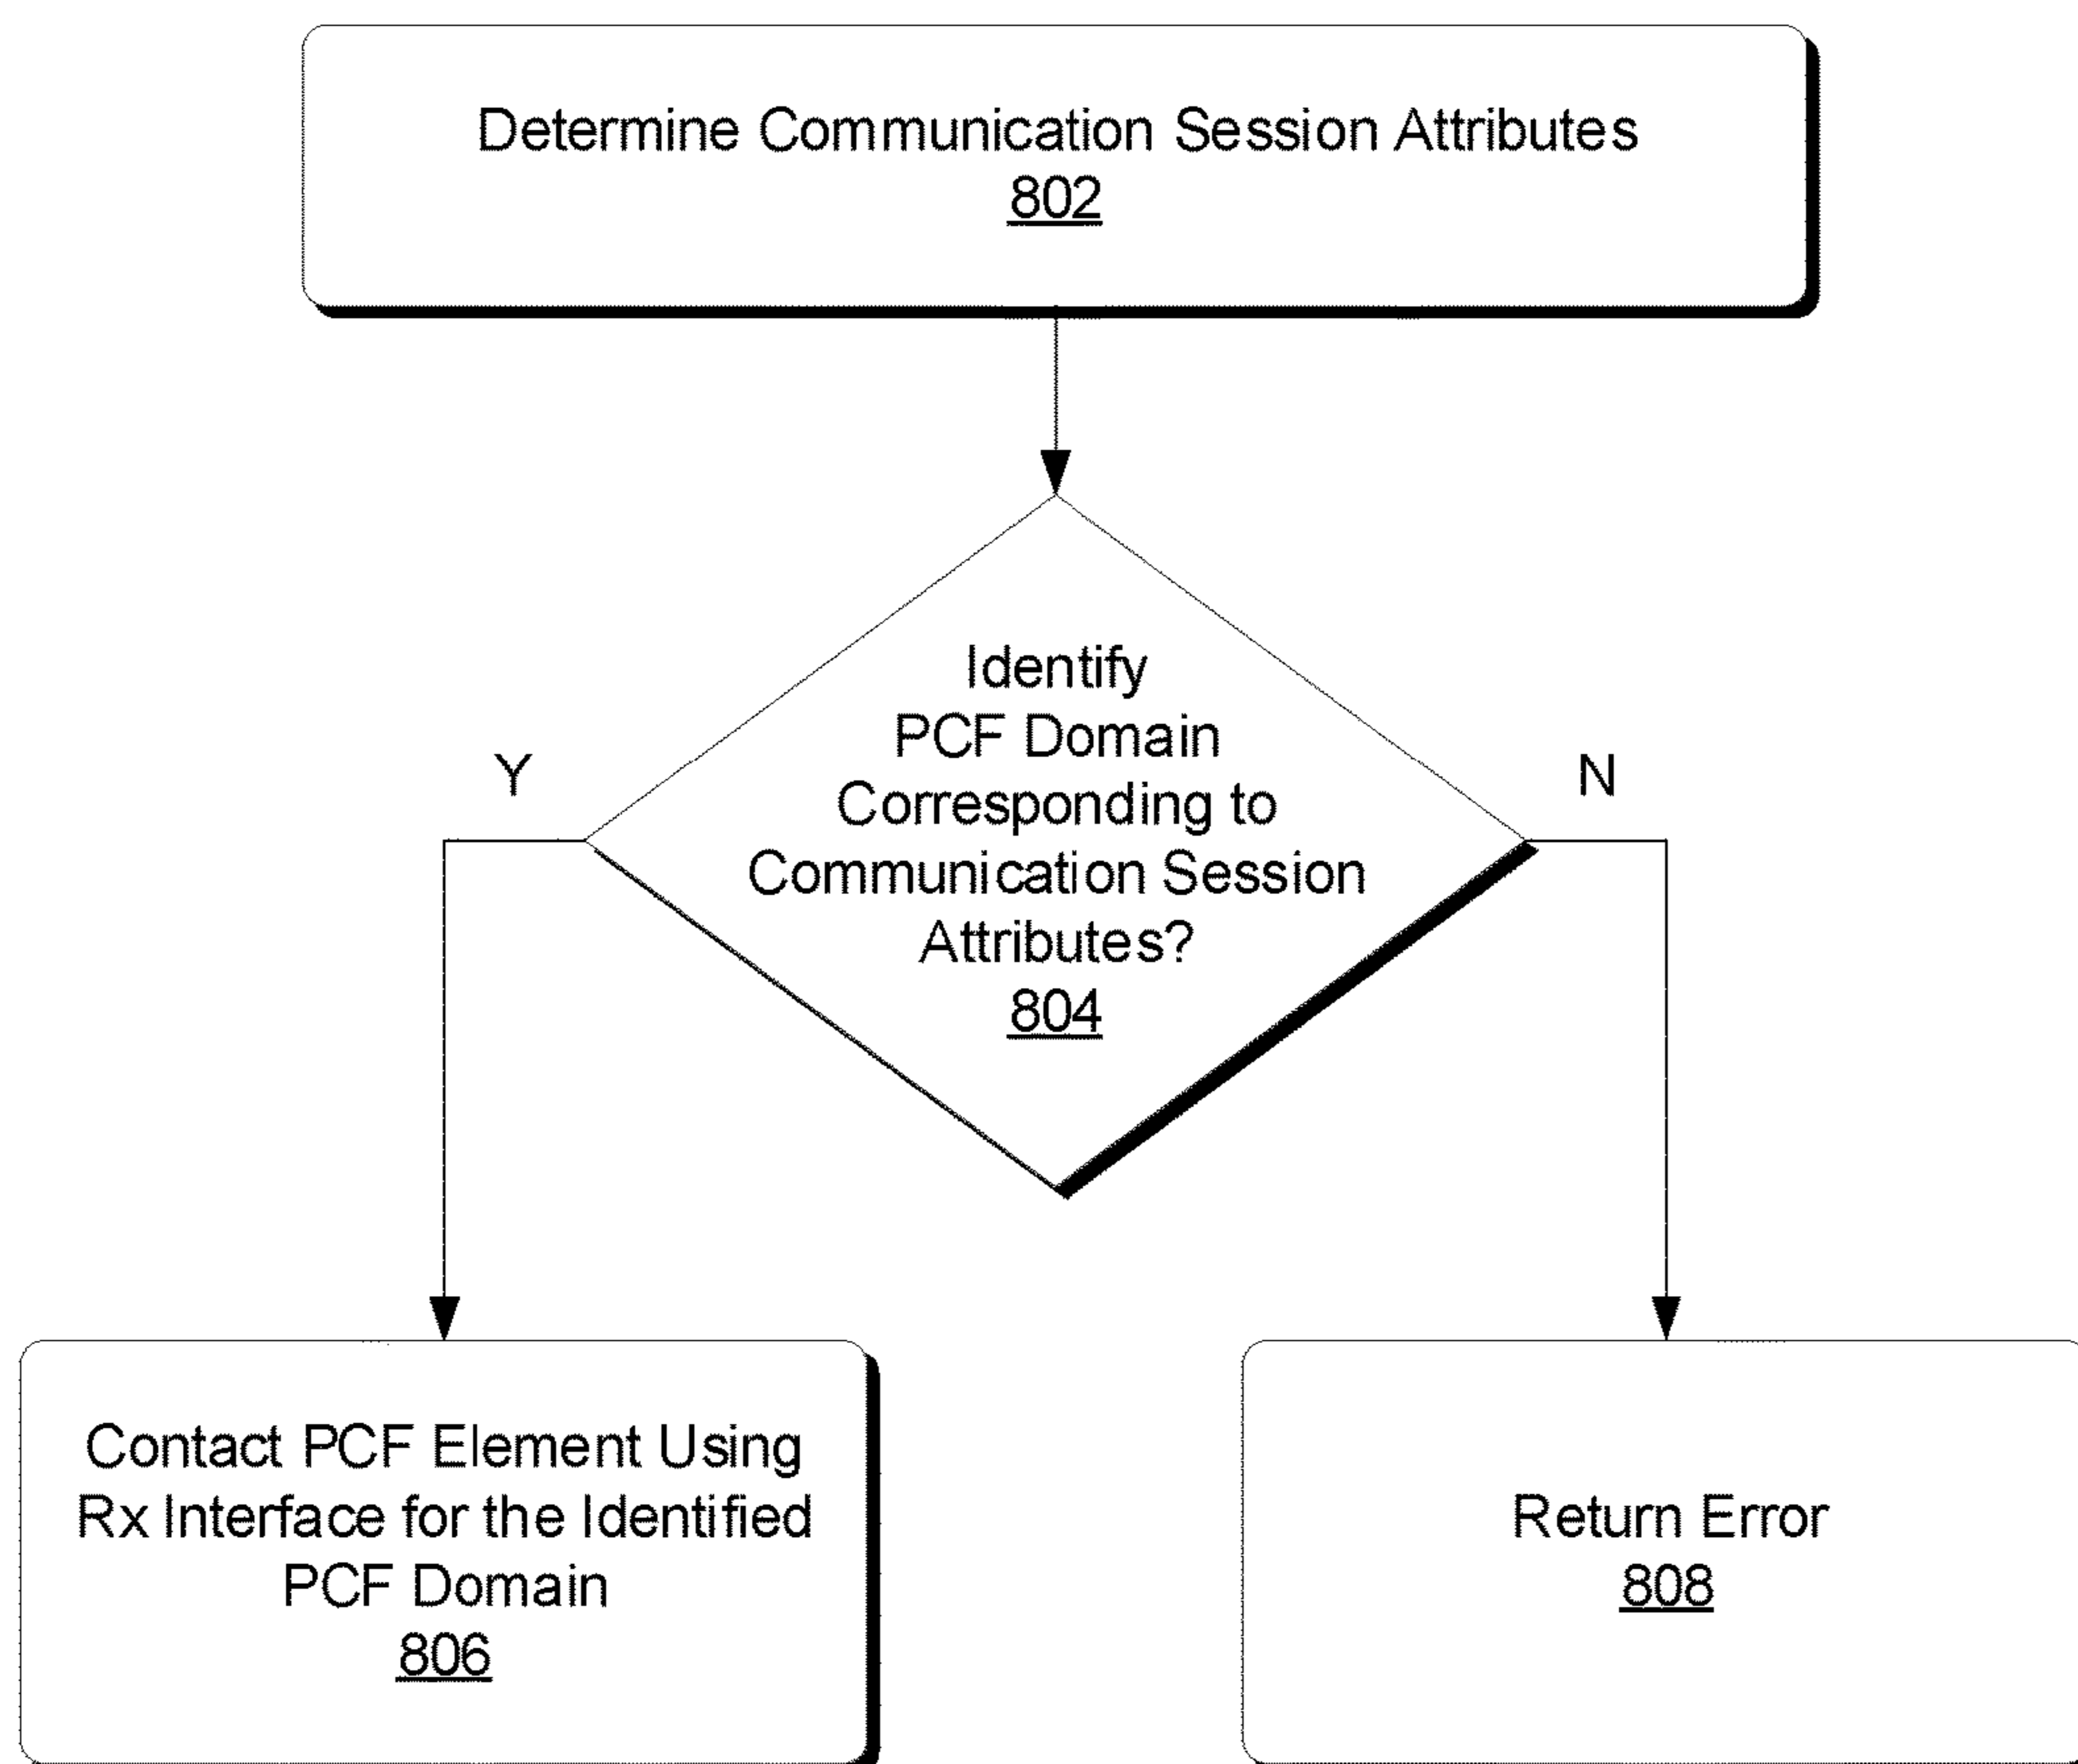 Determine Communication Session Attributes
802
Identify
PCF Domain
Corresponding to
Communication Session
Attributes?
804
Y
N
Contact PCF Element Using
Rx Interface for the Identified
PCF Domain
806
Return Error
808